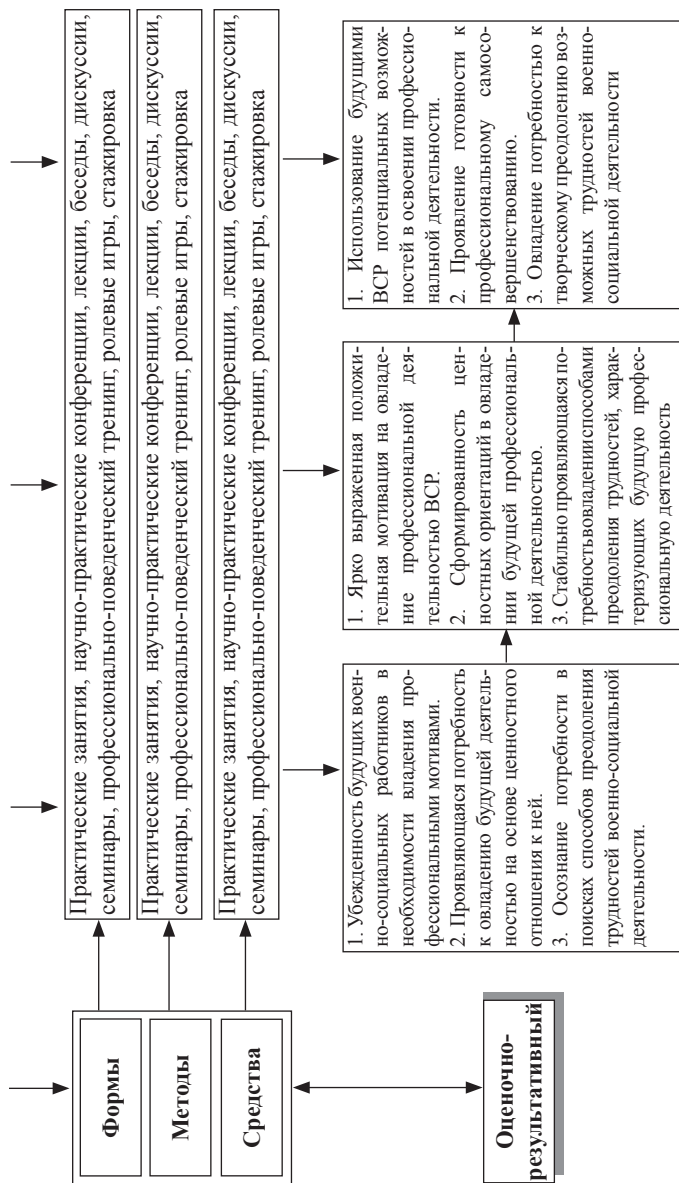 Формы
Методы
Средства
Практические занятия, научно-практические конференции, лекции, беседы, дискуссии,
семинары, профессионально-поведенческий тренинг, ролевые игры, стажировка
Практические занятия, научно-практические конференции, лекции, беседы, дискуссии,
семинары, профессионально-поведенческий тренинг, ролевые игры, стажировка
Практические занятия, научно-практические конференции, лекции, беседы, дискуссии,
семинары, профессионально-поведенческий тренинг, ролевые игры, стажировка
Оценочно-
результативный
1. Убежденность будущих воен-
но-социальных работников в
необходимости владения про-
фессиональными мотивами.
2. Проявляющаяся потребность
к овладению будущей деятель-
ностью на основе ценностного
отношения к ней.
3. Осознание потребности в
поисках способов преодоления
трудностей военно-социальной
деятельности.
1. Ярко выраженная положи-
тельная мотивация на овладе-
ние профессиональной дея-
тельностью ВСР.
2. Сформированность цен-
ностных ориентаций в овладе-
нии будущей профессиональ-
ной деятельностью.
3. Стабильно проявляющаяся по-
требность во владении способами
преодоления трудностей, харак-
теризующих будущую профес-
сиональную деятельность
1. Использование будущими
ВСР потенциальных возмож-
ностей в освоении профессио-
нальной деятельности.
2. Проявление готовности к
профессиональному самосо-
вершенствованию.
3. Овладение потребностью к
творческому преодолению воз-
можных трудностей военно-
социальной деятельности